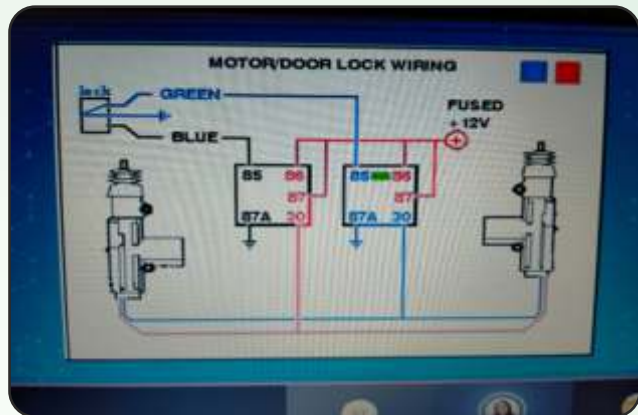 MOTOR/DOOR LOCK WIRING
lock
GREEN
BLUE
FUSED
+ 12V
85 86
87
87A 30
85 86
87
87A 30